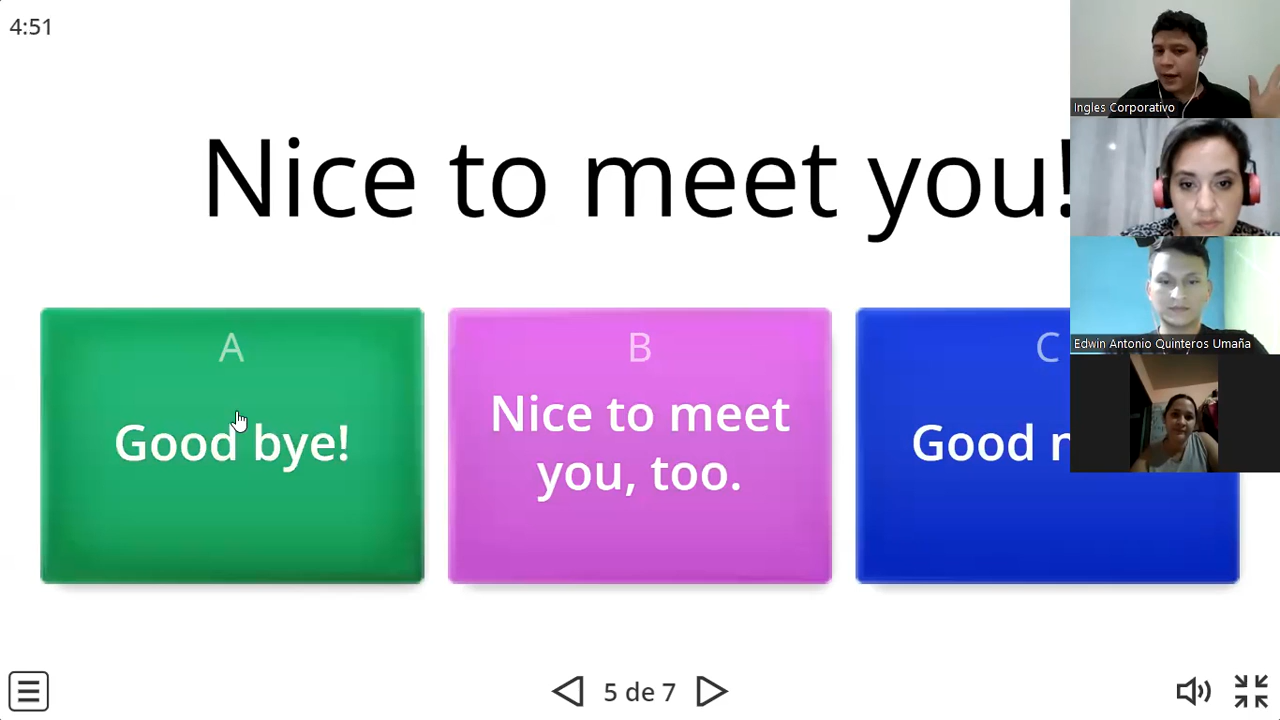 4:51
Nice to meet you!
A
Good bye!
B
Nice to meet
you, too.
C
Good
5 de 7
Ingles Corporativo
Edwin Antonio Quinteros Umaña